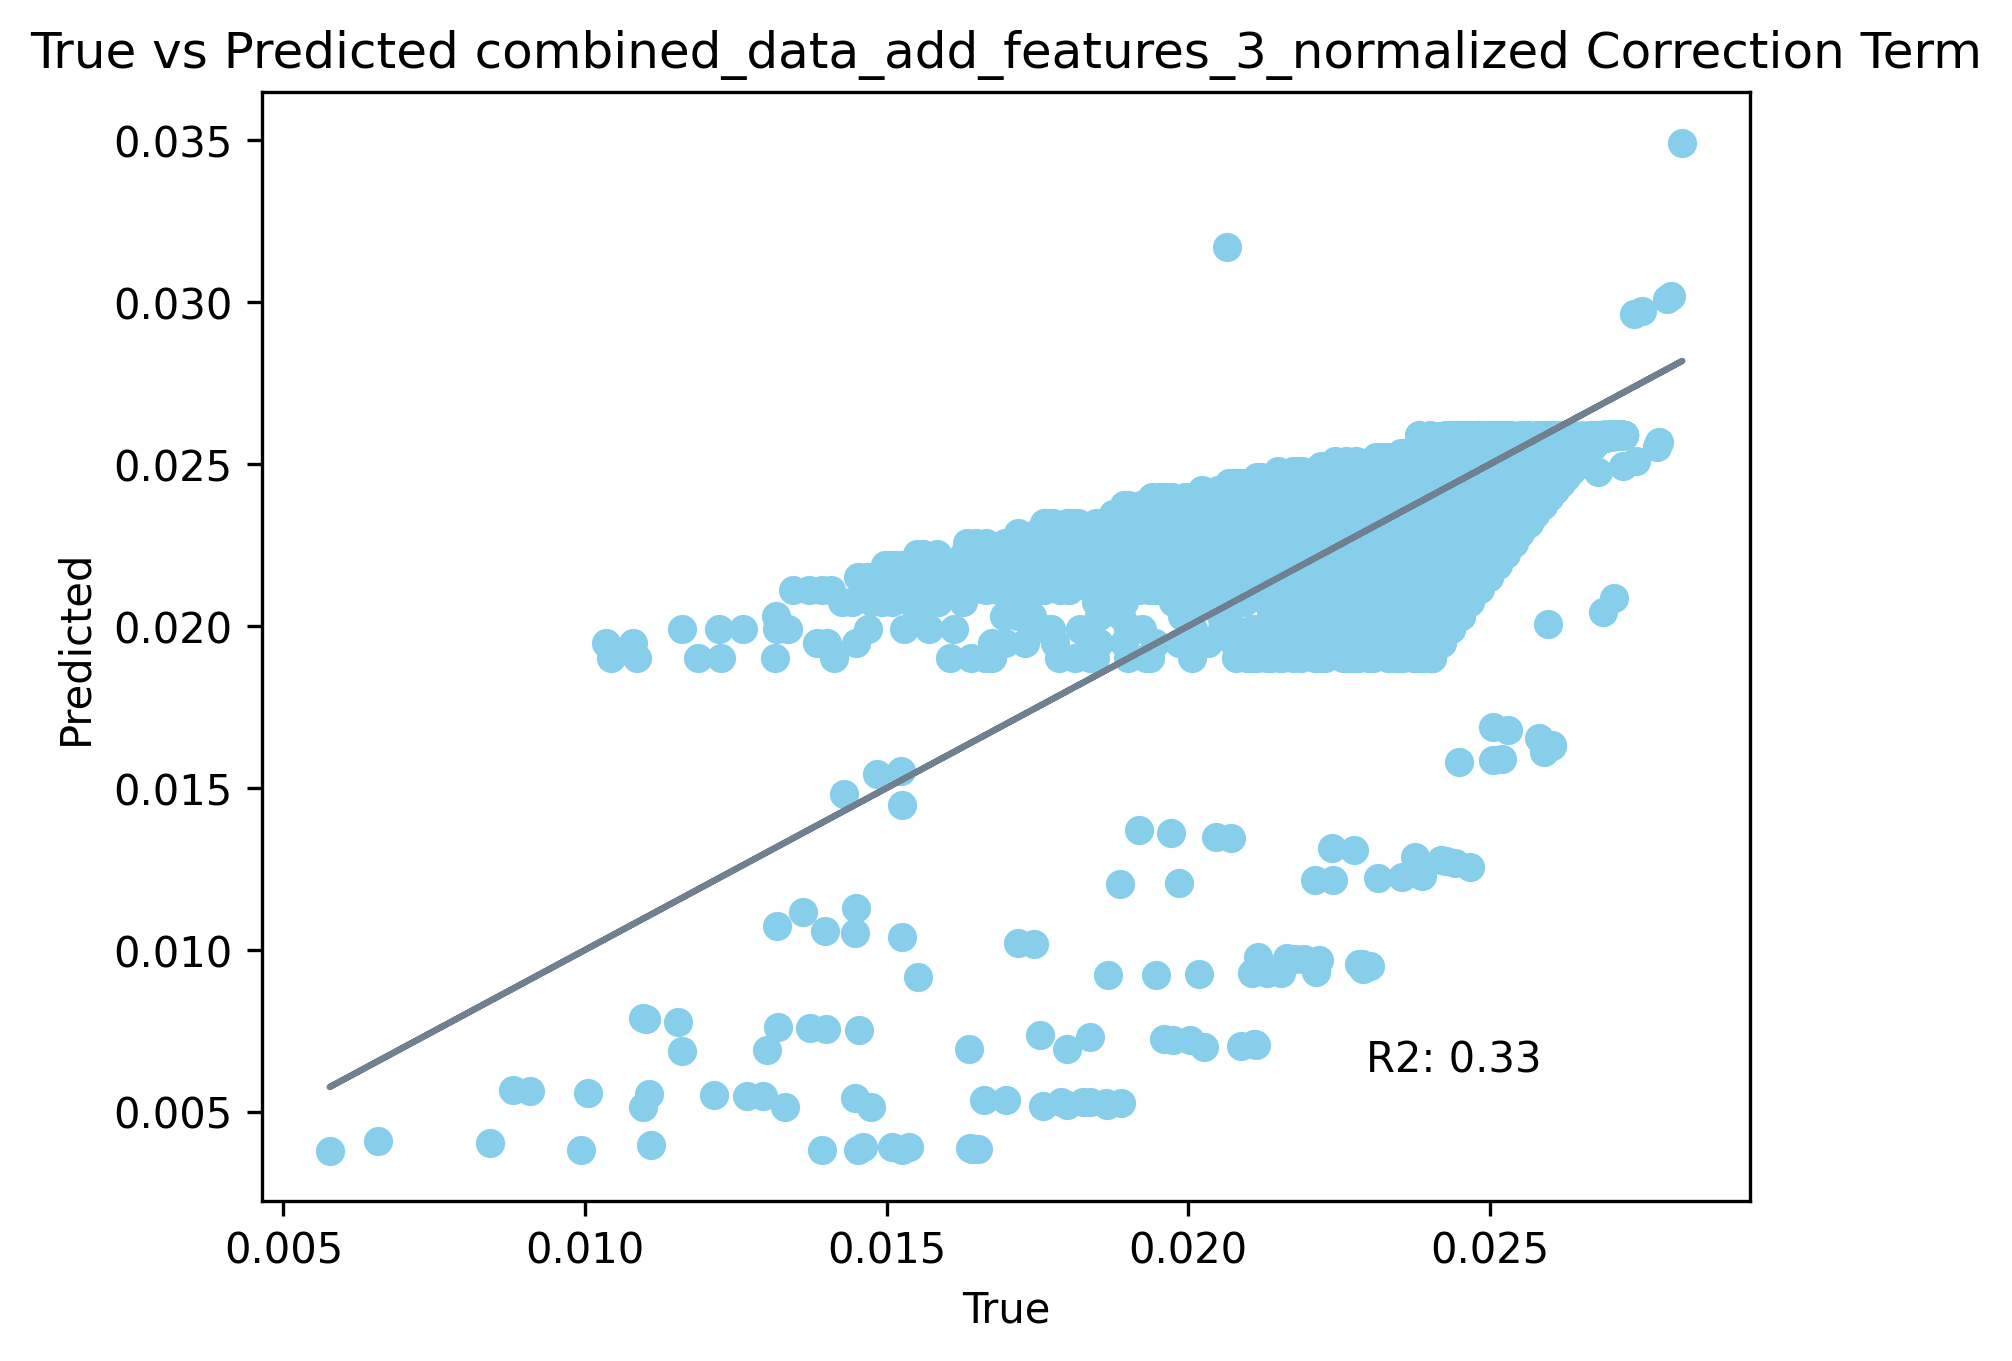 True vs Predicted combined_data_add_features_3_normalized Correction Term
0.035
0.030
0.025
0.020
0.015
0.010
0.005
Predicted
R2: 0.33
0.005 0.010 0.015 0.020 0.025
True